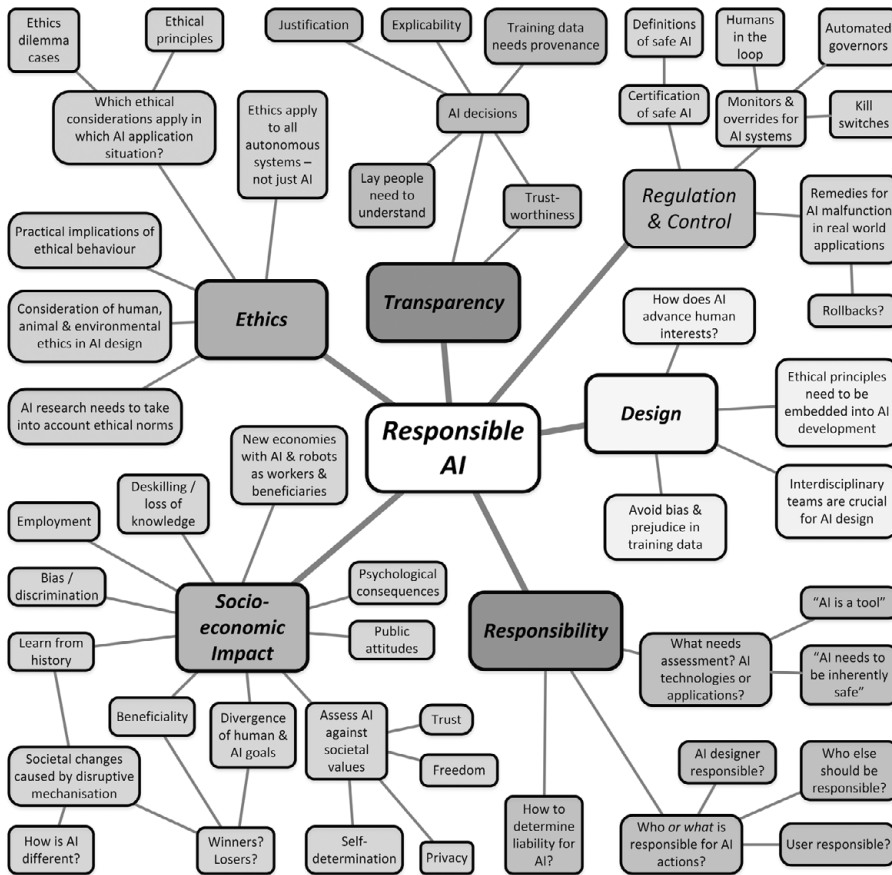 Ethics
dilemma
cases
Ethical
principles
Which ethical
considerations apply in
which AI application
situation?
Ethics apply
to all
autonomous
systems –
not just AI
Practical implications of
ethical behaviour
Consideration of human,
animal & environmental
ethics in AI design
AI research needs to take
into account ethical norms
Ethics
Justification
Explicability
Training data
needs provenance
AI decisions
Lay people
need to
understand
Trust-
worthiness
Transparency
Definitions
of safe AI
Humans
in the
loop
Automated
governors
Certification
of safe AI
Monitors &
overrides for
AI systems
Kill
switches
Regulation
& Control
Remedies for
AI malfunction
in real world
applications
Rollbacks?
How does AI
advance human
interests?
Design
Ethical principles
need to be
embedded into AI
development
Avoid bias &
prejudice in
training data
Interdisciplinary
teams are crucial
for AI design
Responsible
AI
New economies
with AI & robots
as workers &
beneficiaries
Deskilling /
loss of
knowledge
Employment
Bias /
discrimination
Learn from
history
Socio-
economic
Impact
Psychological
consequences
Public
attitudes
Beneficiality
Divergence
of human &
AI goals
Assess AI
against
societal
values
Trust
Freedom
Societal changes
caused by disruptive
mechanisation
How is AI
different?
Winners?
Losers?
Self-
determination
Privacy
Responsibility
What needs
assessment? AI
technologies or
applications?
“AI is a tool”
“AI needs to
be inherently
safe”
How to
determine
liability for
AI?
AI designer
responsible?
Who else
should be
responsible?
Who or what is
responsible for AI
actions?
User responsible?